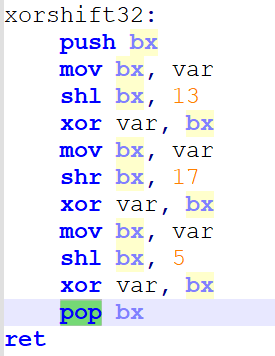 xorshift32:
push bx
mov bx, var
shl bx, 13
xor var, bx
mov bx, var
shr bx, 17
xor var, bx
mov bx, var
shl bx, 5
xor var, bx
pop bx
ret